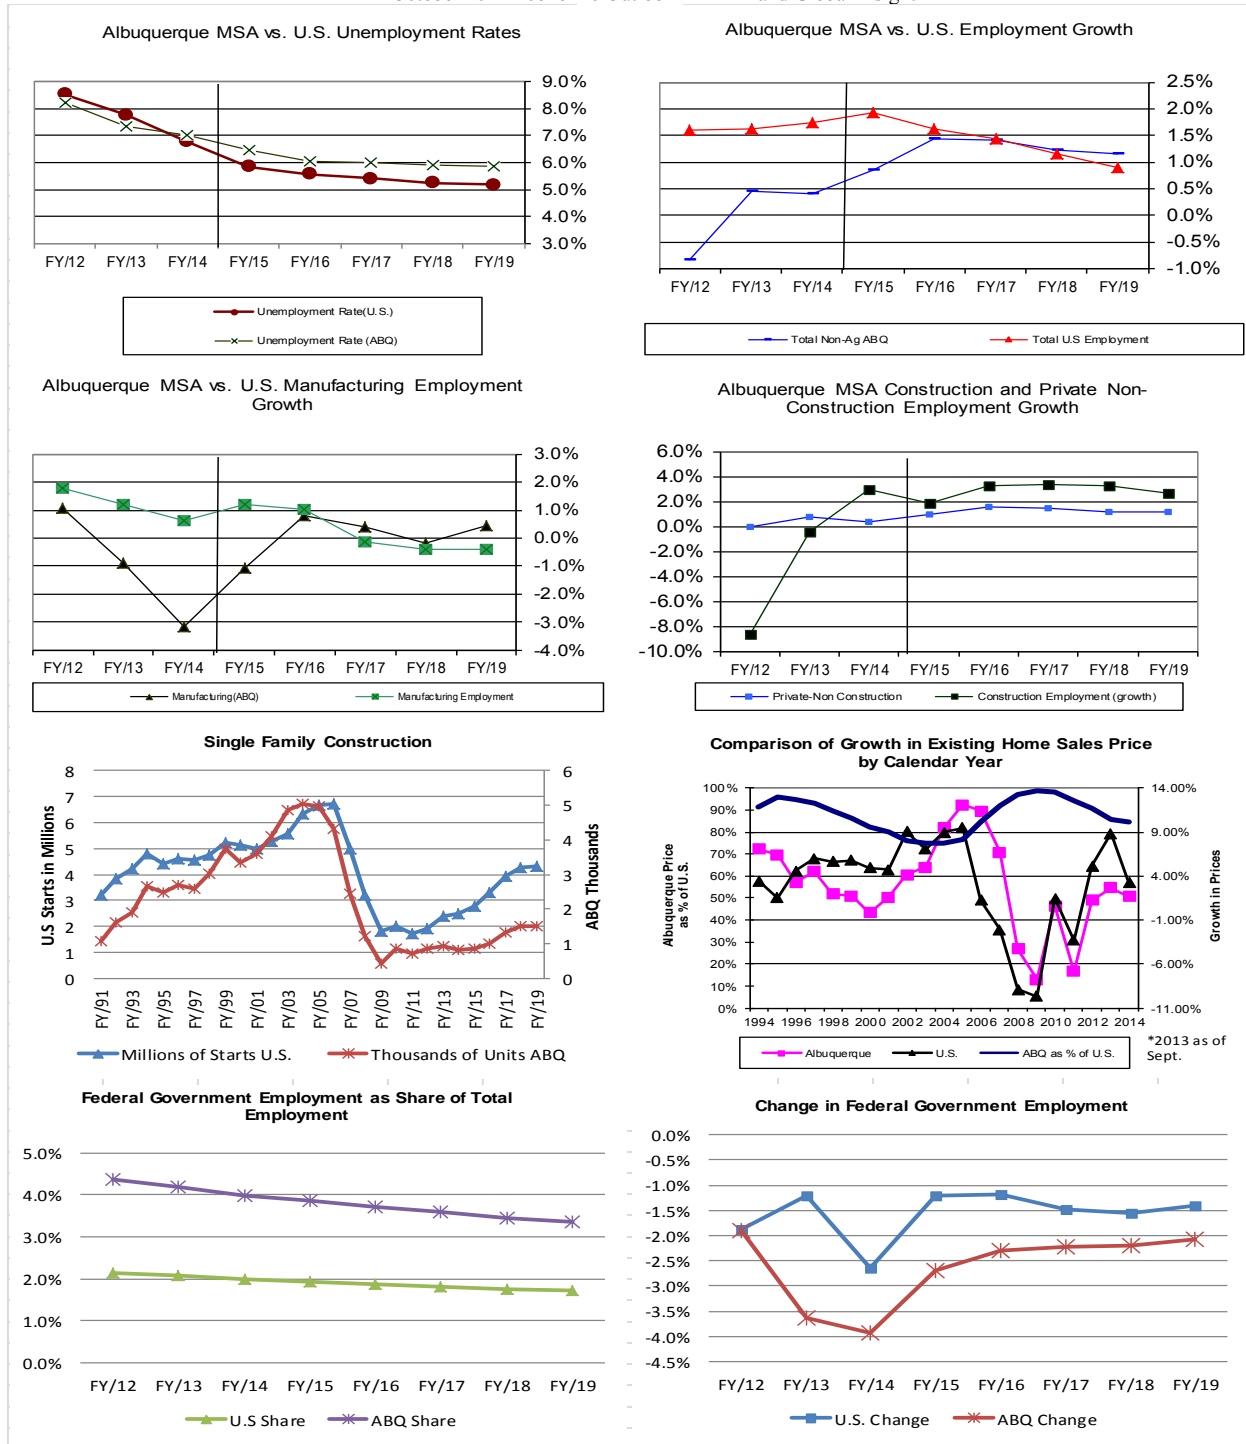 Albuquerque MSA vs. U.S. Unemployment Rates
9.0%
8.0%
7.0%
6.0%
5.0%
4.0%
3.0%
FY/12 FY/13 FY/14 FY/15 FY/16 FY/17 FY/18 FY/19
Unemployment Rate(U.S.)
Unemployment Rate (ABQ)
Albuquerque MSA vs. U.S. Employment Growth
2.5%
2.0%
1.5%
1.0%
0.5%
0.0%
-0.5%
-1.0%
FY/12 FY/13 FY/14 FY/15 FY/16 FY/17 FY/18 FY/19
Total Non-Ag ABQ Total U.S Employment
Albuquerque MSA vs. U.S. Manufacturing Employment
Growth
3.0%
2.0%
1.0%
0.0%
-1.0%
-2.0%
-3.0%
-4.0%
FY/12 FY/13 FY/14 FY/15 FY/16 FY/17 FY/18 FY/19
Manufacturing(ABQ) Manufacturing Employment
Albuquerque MSA Construction and Private Non-
Construction Employment Growth
6.0%
4.0%
2.0%
0.0%
-2.0%
-4.0%
-6.0%
-8.0%
-10.0%
FY/12 FY/13 FY/14 FY/15 FY/16 FY/17 FY/18 FY/19
Private-Non Construction Construction Employment (growth)
Single Family Construction
U.S Starts in Millions
8
7
6
5
4
3
2
1
0
6
5
4
3
2
1
0
ABQ Thousands
FY/91 FY/93 FY/95 FY/97 FY/99 FY/01 FY/03 FY/05 FY/07 FY/09 FY/11 FY/13 FY/15 FY/17 FY/19
Millions of Starts U.S. Thousands of Units ABQ
Comparison of Growth in Existing Home Sales Price
by Calendar Year
Albuquerque Price
as % of U.S.
100%
90%
80%
70%
60%
50%
40%
30%
20%
10%
0%
14.00%
9.00%
4.00%
-1.00%
-6.00%
-11.00%
Growth in Prices
1994 1996 1998 2000 2002 2004 2006 2008 2010 2012 2014
Albuquerque U.S. ABQ as % of U.S.
*2013 as of
Sept.
Federal Government Employment as Share of Total
Employment
5.0%
4.0%
3.0%
2.0%
1.0%
0.0%
FY/12 FY/13 FY/14 FY/15 FY/16 FY/17 FY/18 FY/19
U.S Share ABQ Share
Change in Federal Government Employment
0.0%
-0.5%
-1.0%
-1.5%
-2.0%
-2.5%
-3.0%
-3.5%
-4.0%
-4.5%
FY/12 FY/13 FY/14 FY/15 FY/16 FY/17 FY/18 FY/19
U.S. Change ABQ Change